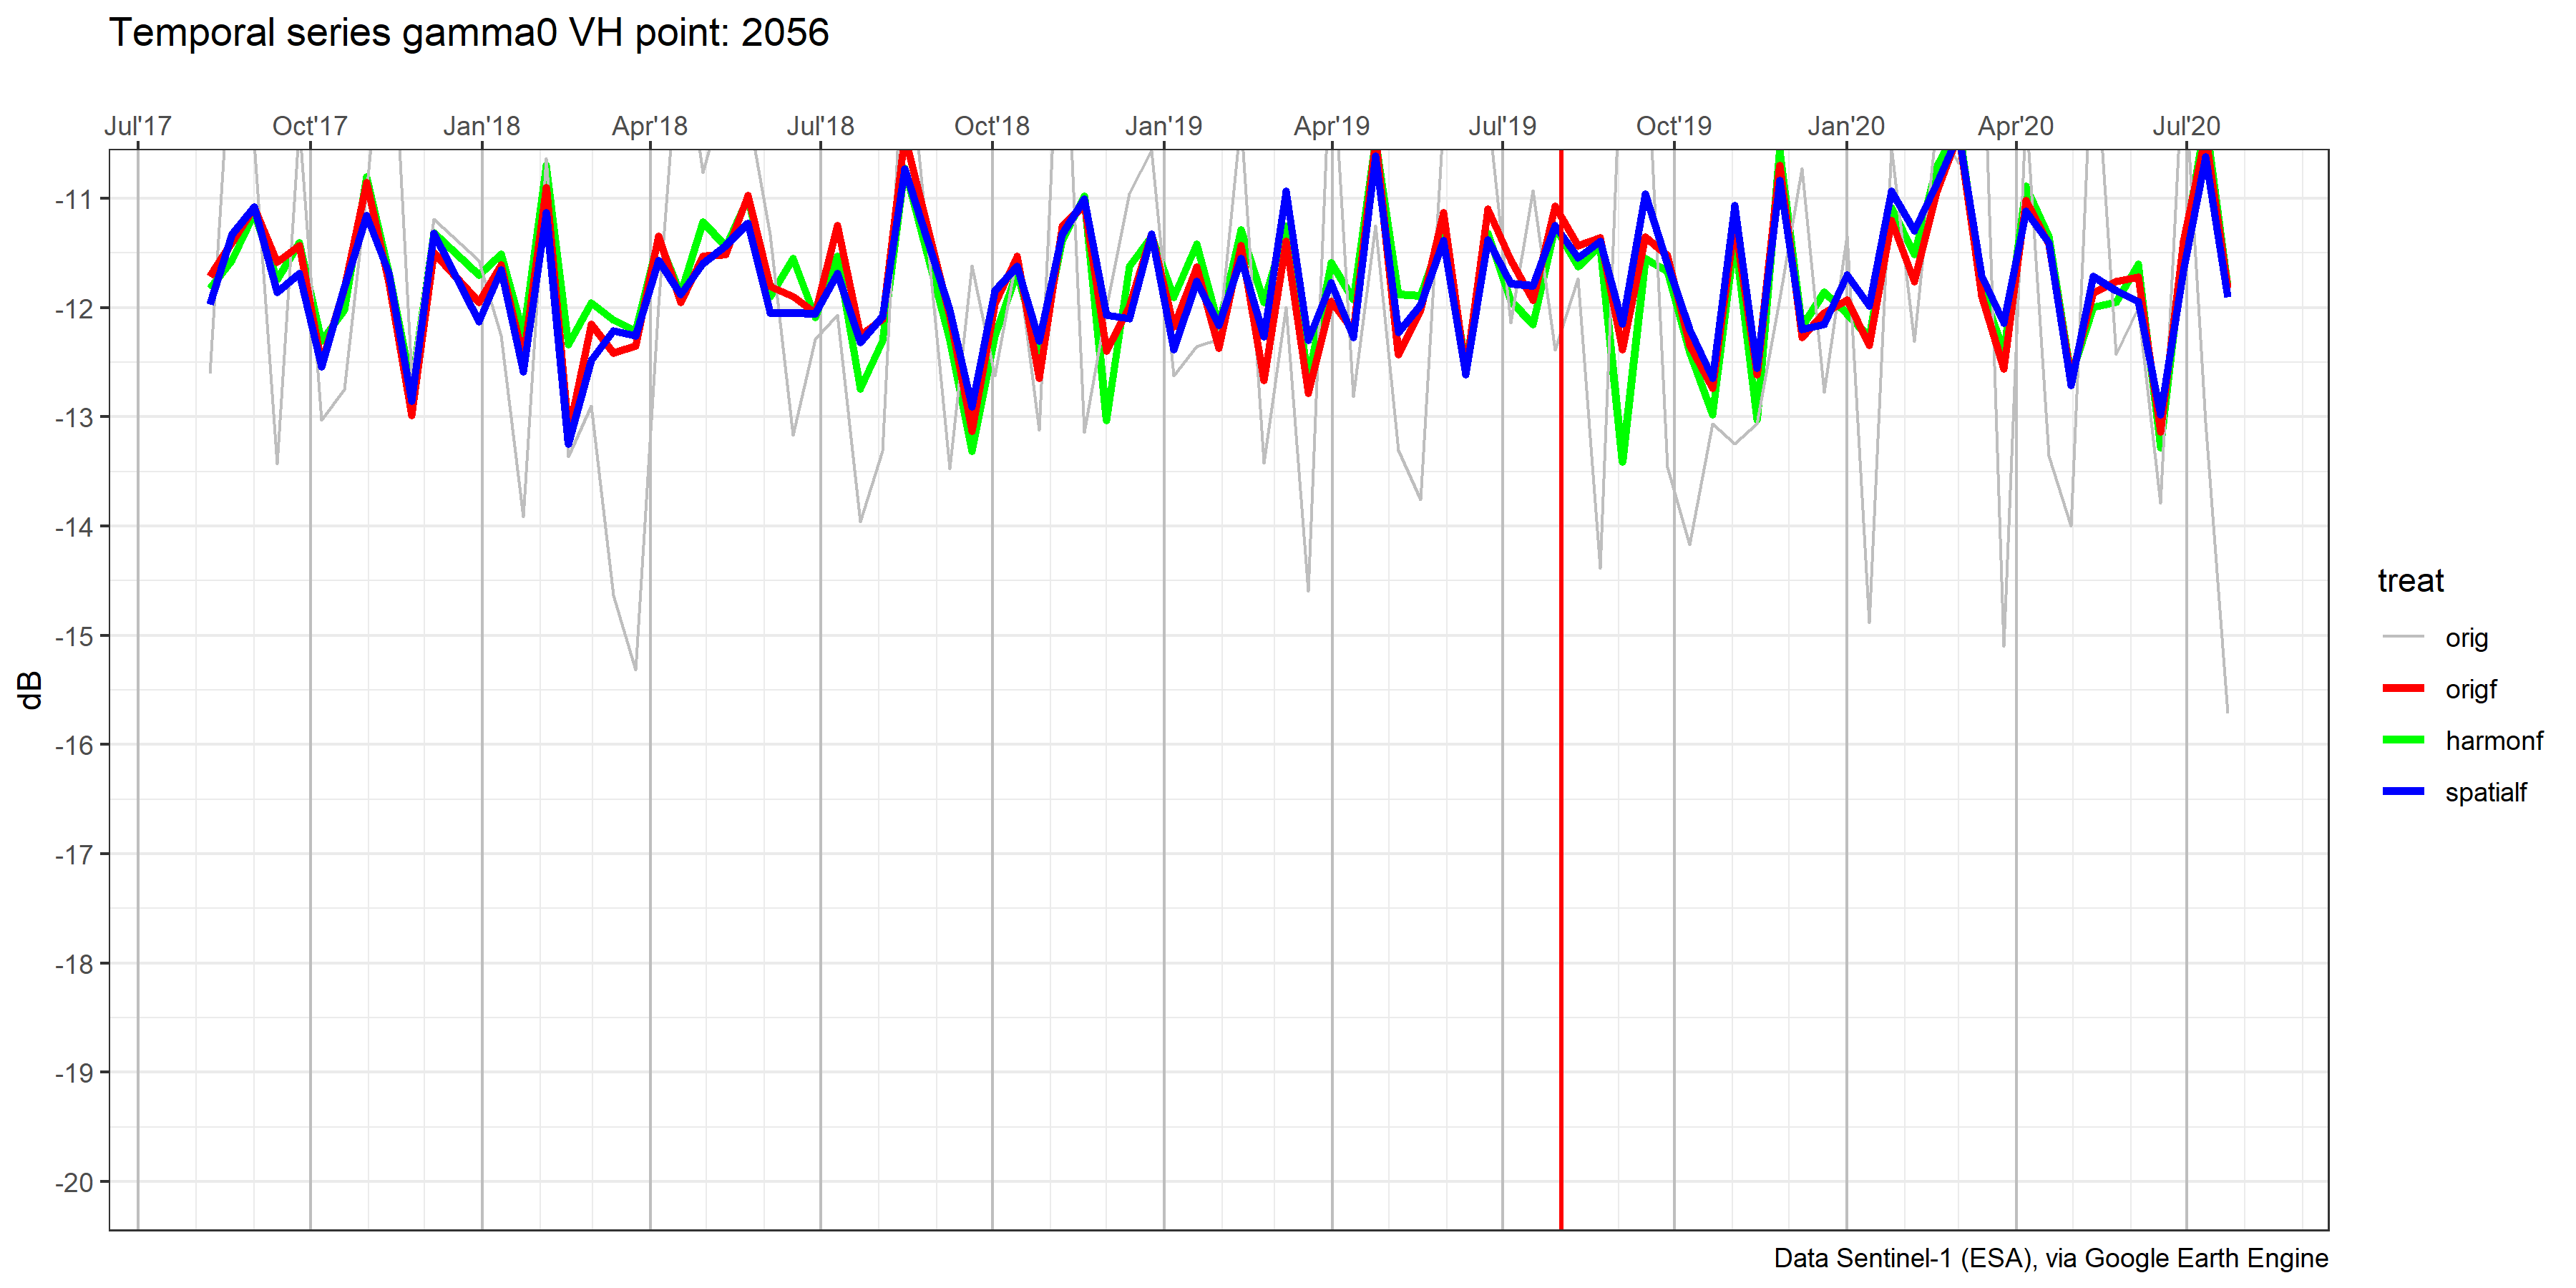 Temporal series gamma0 VH point: 2056
Jul'17 Oct'17 Jan'18 Apr'18 Jul'18 Oct'18 Jan'19 Apr'19 Jul'19 Oct'19 Jan'20 Apr'20 Jul'20
-11
-12
-13
-14
-15
-16
-17
-18
-19
-20
dB
treat
orig
origf
harmonf
spatialf
Data Sentinel-1 (ESA), via Google Earth Engine